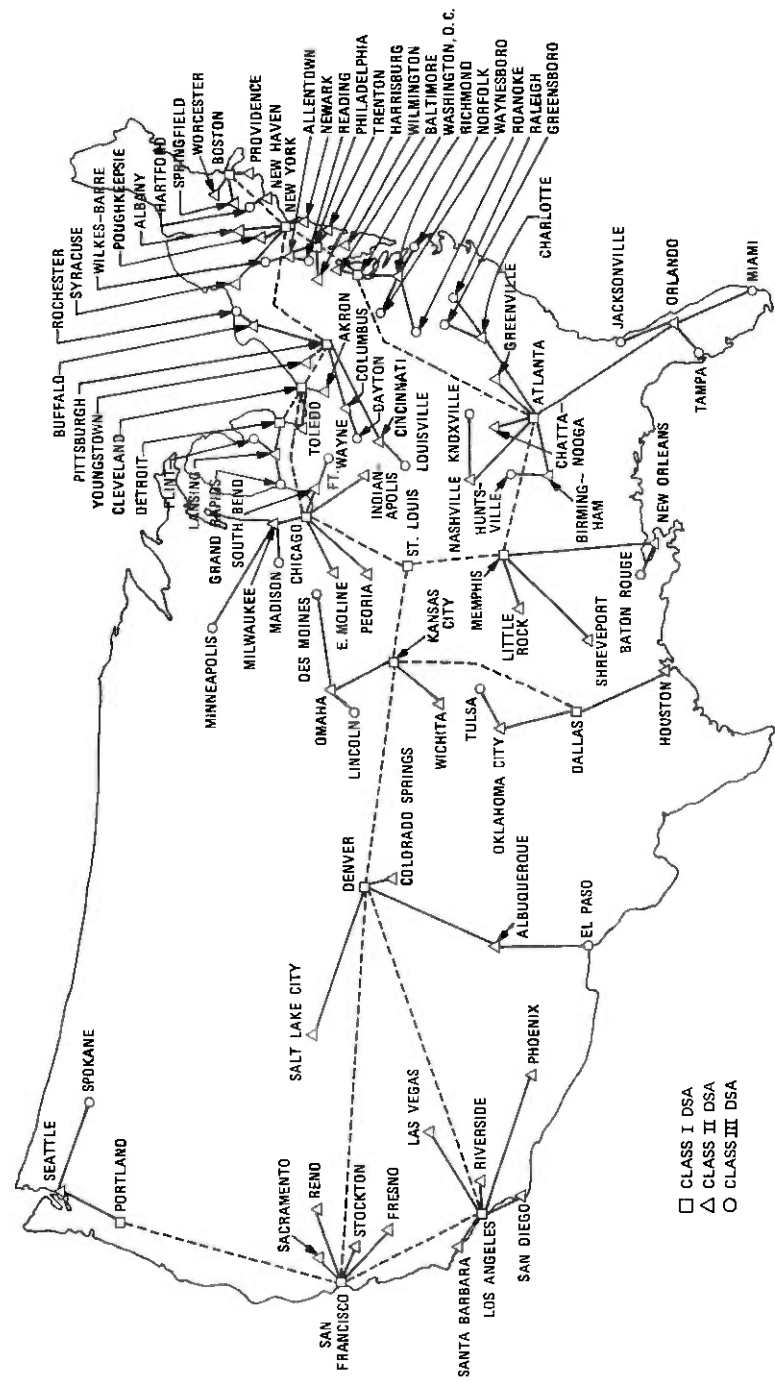 SEATTLE
SPOKANE
PORTLAND
SACRAMENTO
RENO
STOCKTON
FRESNO
SAN
FRANCISCO
LAS VEGAS
RIVERSIDE
SANTA BARBARA
LOS ANGELES
SAN DIEGO
PHOENIX
SALT LAKE CITY
DENVER
COLORADO SPRINGS
ALBUQUERQUE
EL PASO
MINNEAPOLIS
MILWAUKEE
MADISON
CHICAGO
DES MOINES
E. MOLINE
PEORIA
OMAHA
LINCOLN
KANSAS
CITY
WICHITA
TULSA
OKLAHOMA CITY
DALLAS
HOUSTON
ST. LOUIS
MEMPHIS
LITTLE
ROCK
SHREVEPORT
BATON ROUGE
NEW ORLEANS
ROCHESTER
SYRACUSE
WILKES-BARRE
POUGHKEEPSIE
ALBANY
HARTFORD
SPRINGFIELD
WORCESTER
BOSTON
PROVIDENCE
NEW HAVEN
NEW YORK
BUFFALO
PITTSBURGH
YOUNGSTOWN
CLEVELAND
DETROIT
FLINT
LANSING
GRAND RAPIDS
SOUTH BEND
TOLEDO
FT. WAYNE
INDIAN
APOLIS
AKRON
COLUMBUS
DAYTON
CINCINNATI
LOUISVILLE
ALLENTOWN
NEWARK
READING
PHILADELPHIA
TRENTON
HARRISBURG
WILMINGTON
BALTIMORE
WASHINGTON, D.C.
RICHMOND
NORFOLK
WAYNESBORO
ROANOKE
RALEIGH
GREENSBORO
CHARLOTTE
GREENVILLE
ATLANTA
KNOXVILLE
NASHVILLE
CHATTA-
NOOGA
HUNTS-
VILLE
BIRMING-
HAM
JACKSONVILLE
ORLANDO
TAMPA
MIAMI
□ CLASS I DSA
△ CLASS II DSA
○ CLASS III DSA